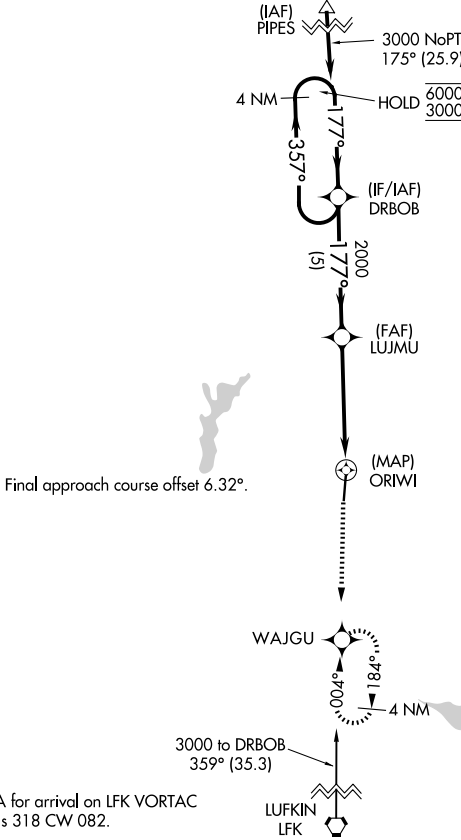 (IAF)
PIPES
3000 NoPT
175° (25.9)
4 NM
HOLD
6000
3000
177°
357°
(IF/IAF)
DRBOB
2000
177°
(5)
(FAF)
LUJMU
Final approach course offset 6.32°.
(MAP)
ORIWI
WAJGU
004°
184°
4 NM
3000 to DRBOB
359° (35.3)
A for arrival on LFK VORTAC
s 318 CW 082.
LUFKIN
LFK